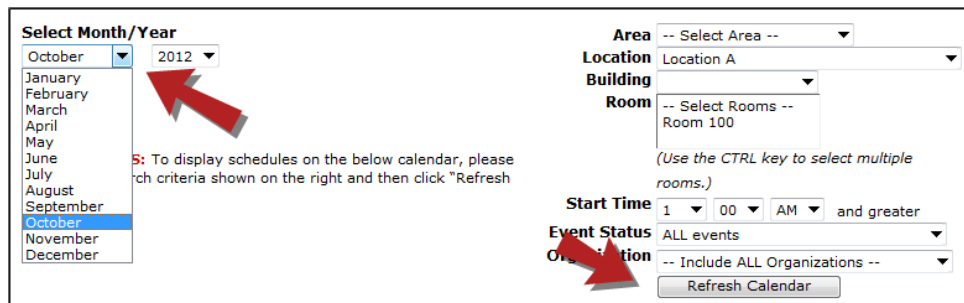 Select Month/Year
October 2012
January
February
March
April
May
June
July
August
September
October
November
December
S: To display schedules on the below calendar, please
rch criteria shown on the right and then click "Refresh
Area -- Select Area --
Location Location A
Building
Room -- Select Rooms --
Room 100
(Use the CTRL key to select multiple
rooms.)
Start Time 1 00 AM and greater
Event Status ALL events
-- Include ALL Organizations --
Refresh Calendar